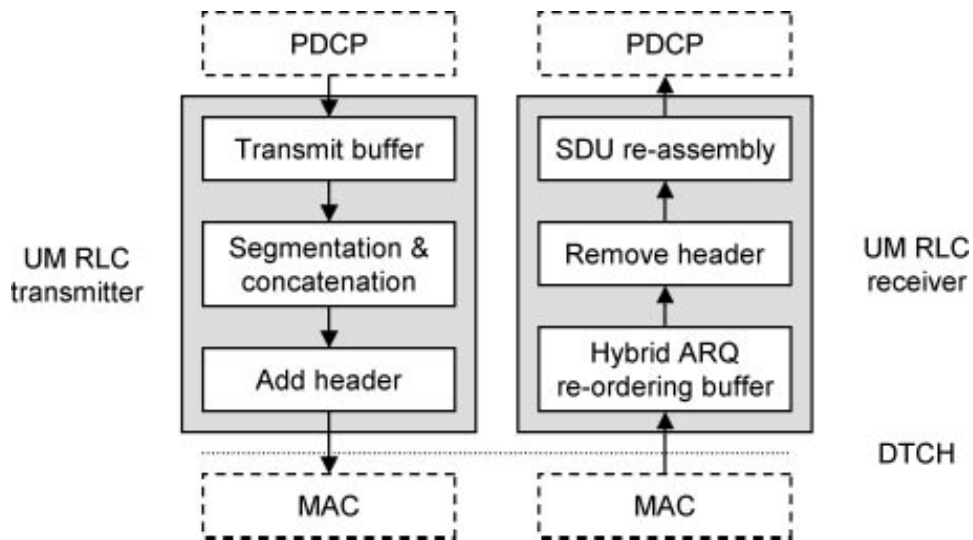 PDCP
PDCP
Transmit buffer
SDU re-assembly
UM RLC
transmitter
Segmentation &
concatenation
Remove header
UM RLC
receiver
Add header
Hybrid ARQ
re-ordering buffer
DTCH
MAC
MAC